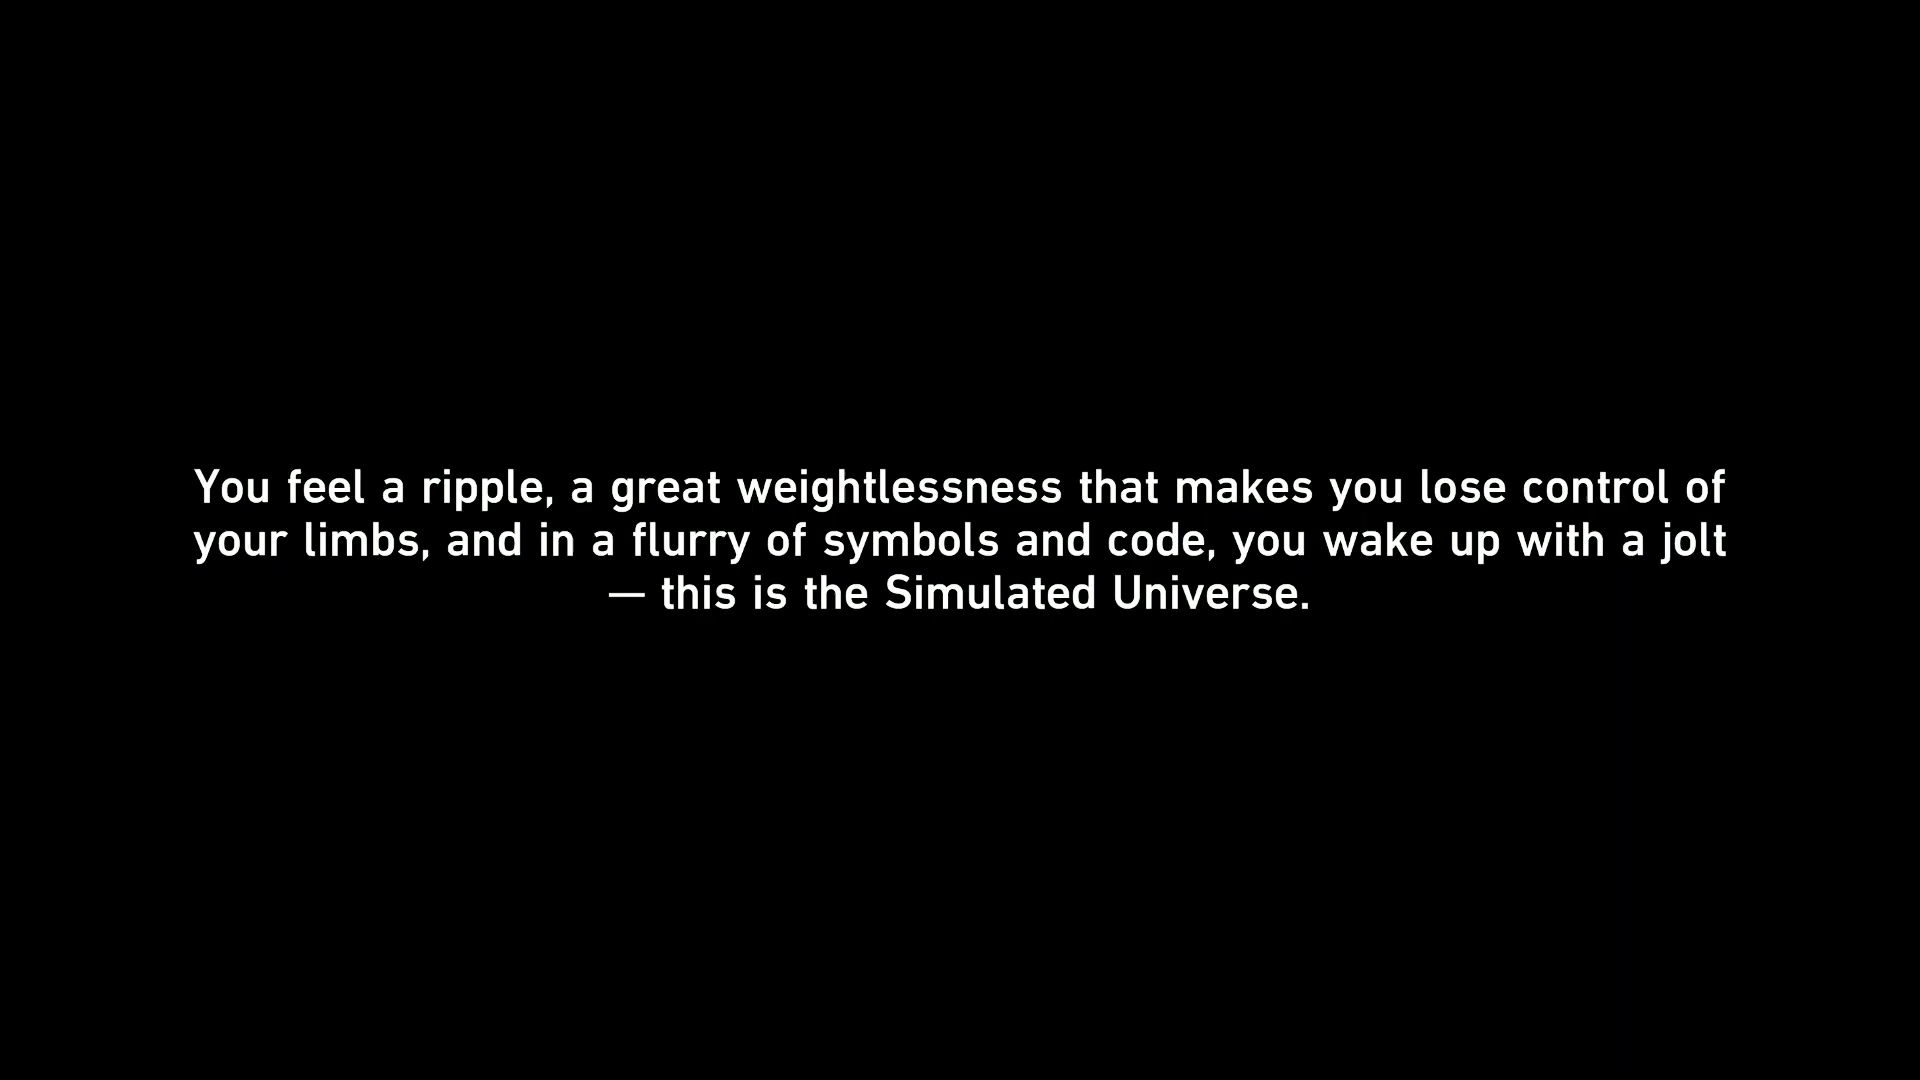 You feel a ripple, a great weightlessness that makes you lose control of
your limbs, and in a flurry of symbols and code, you wake up with a jolt
— this is the Simulated Universe.